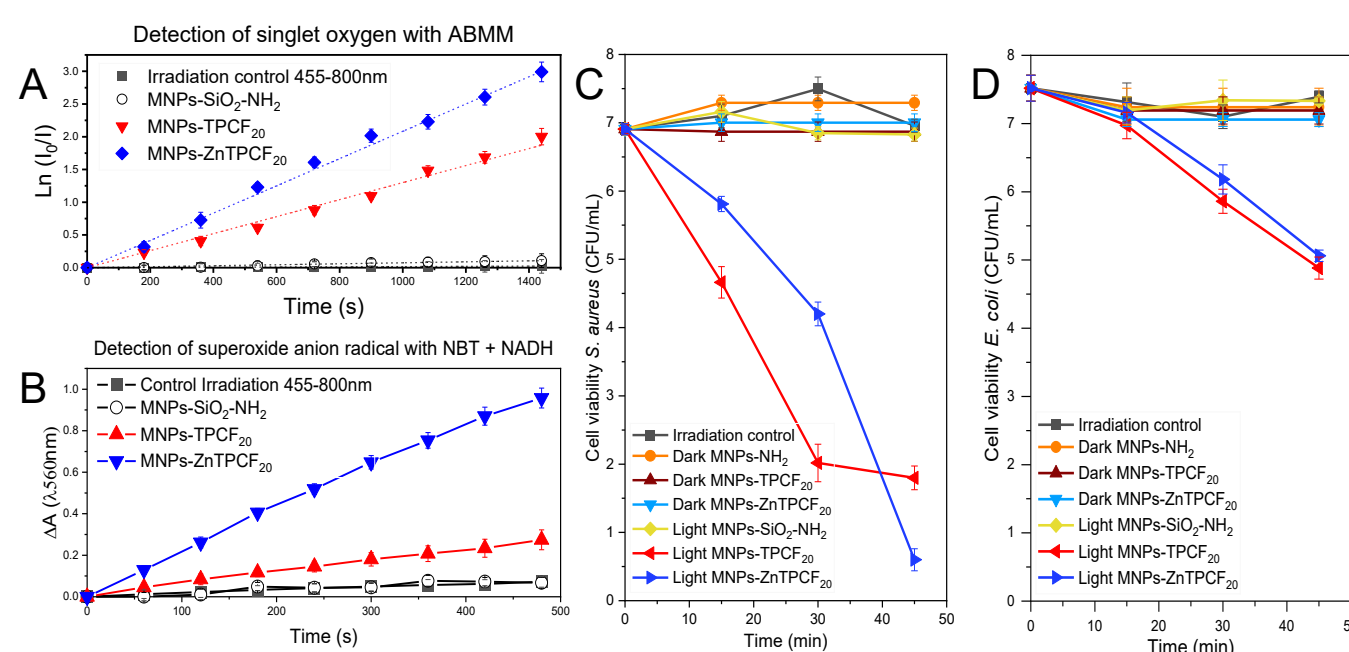 Detection of singlet oxygen with ABMM
A
Ln (I₀/I)
3.0
2.5
2.0
1.5
1.0
0.5
0.0
Irradiation control 455-800nm
MNPs-SiO₂-NH₂
MNPs-TPCF₂₀
MNPs-ZnTPCF₂₀
0 200 400 600 800 1000 1200 1400
Time (s)
Detection of superoxide anion radical with NBT + NADH
B
ΔA (λ560nm)
1.0
0.8
0.6
0.4
0.2
0.0
Control Irradiation 455-800nm
MNPs-SiO₂-NH₂
MNPs-TPCF₂₀
MNPs-ZnTPCF₂₀
0 100 200 300 400 500
Time (s)
C
Cell viability S. aureus (CFU/mL)
8
7
6
5
4
3
2
1
0
Irradiation control
Dark MNPs-NH₂
Dark MNPs-TPCF₂₀
Dark MNPs-ZnTPCF₂₀
Light MNPs-SiO₂-NH₂
Light MNPs-TPCF₂₀
Light MNPs-ZnTPCF₂₀
0 10 20 30 40 50
Time (min)
D
Cell viability E. coli (CFU/mL)
8
7
6
5
4
3
2
1
0
Irradiation control
Dark MNPs-NH₂
Dark MNPs-TPCF₂₀
Dark MNPs-ZnTPCF₂₀
Light MNPs-SiO₂-NH₂
Light MNPs-TPCF₂₀
Light MNPs-ZnTPCF₂₀
0 10 20 30 40
Time (min)